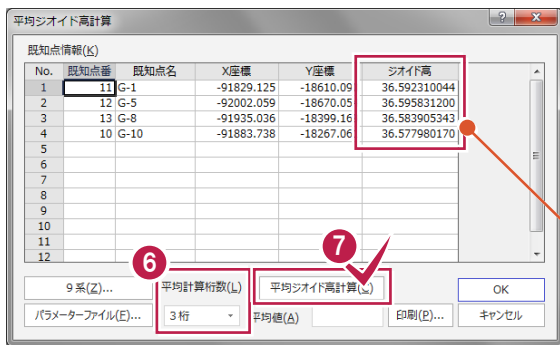 平均ジオイド高計算
既知点情報(K)
No. 既知点番 既知点名 X座標 Y座標 ジオイド高
1 11 G-1 -91829.125 -18610.09 36.592310044
2 12 G-5 -92002.059 -18670.05 36.595831200
3 13 G-8 -91935.036 -18399.16 36.583905343
4 10 G-10 -91883.738 -18267.06 36.577980170
5
6
7
8
9
10
11
12
6 7
9系(Z)... 平均計算桁数(L) 平均ジオイド高計算(C) OK
パラメーターファイル(F)... 3桁 平均値(A) 印刷(P)... キャンセル